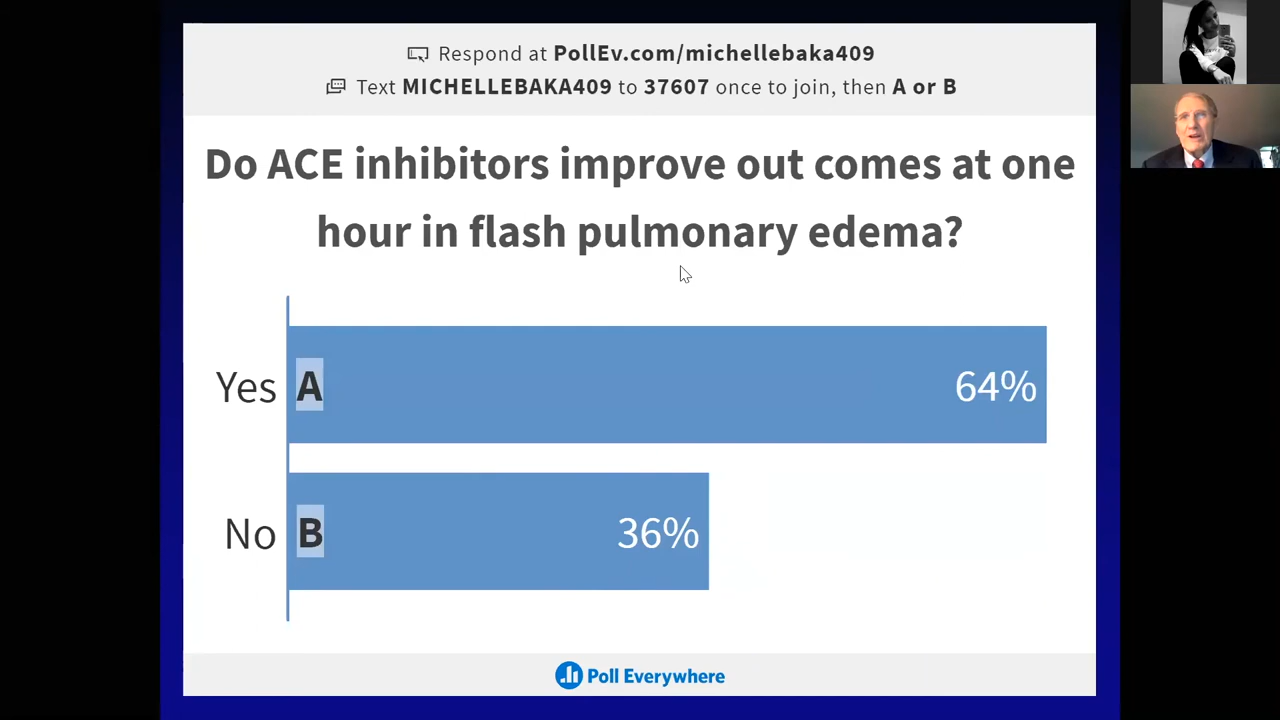 Respond at PollEv.com/michellebaka409
Text MICHELLEBAKA409 to 37607 once to join, then A or B
Do ACE inhibitors improve out comes at one
hour in flash pulmonary edema?
Yes A 64%
No B 36%
Poll Everywhere